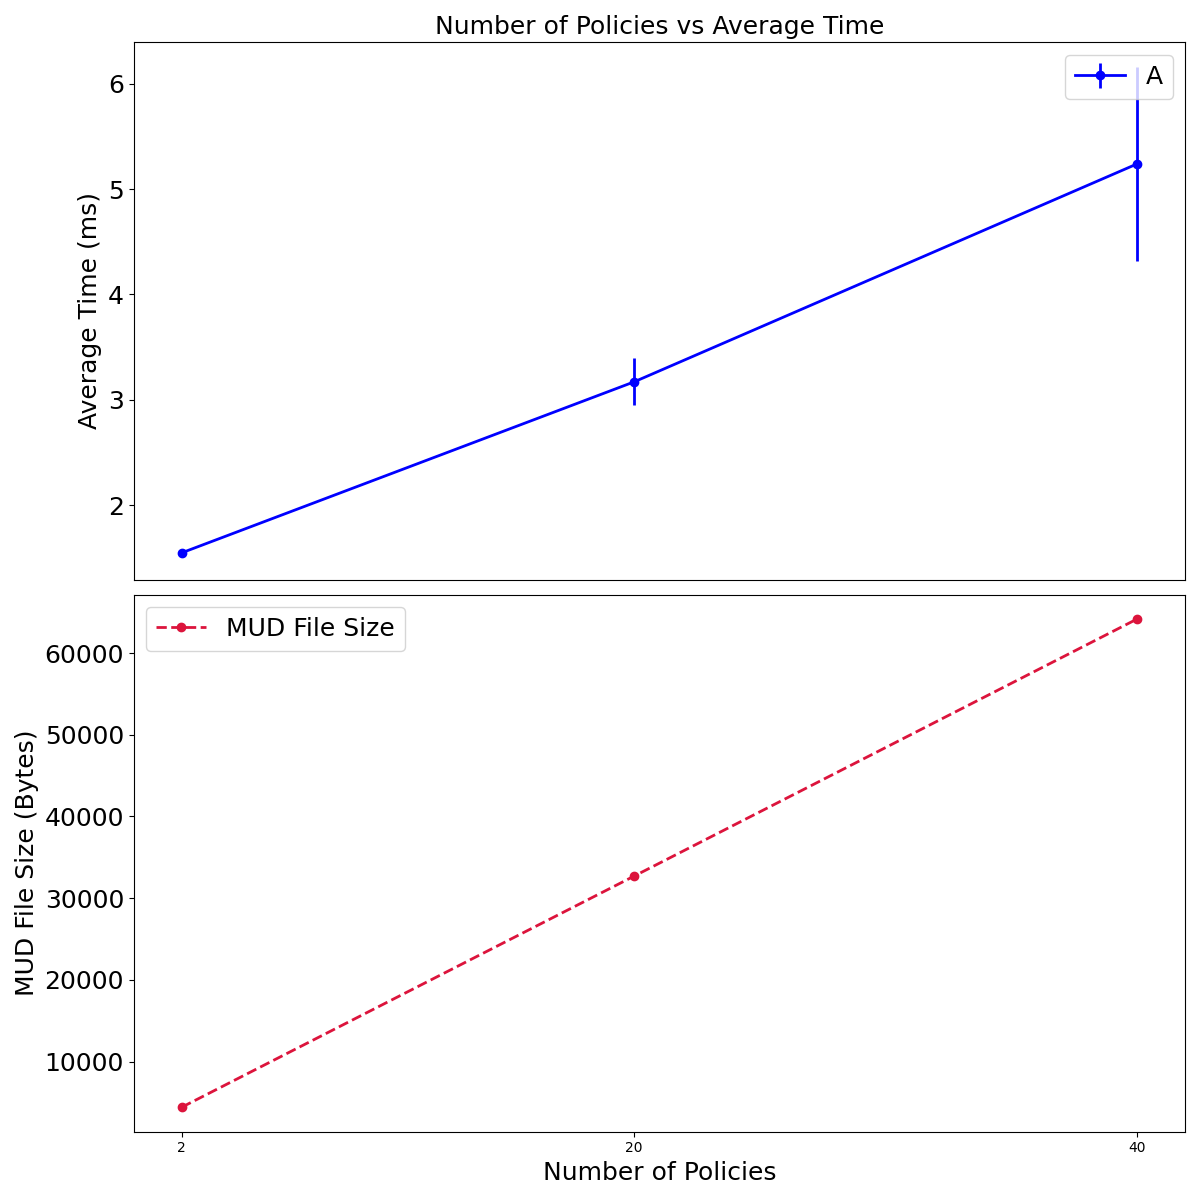 Number of Policies vs Average Time
A
6
5
4
3
2
Average Time (ms)
MUD File Size
60000
50000
40000
30000
20000
10000
MUD File Size (Bytes)
2 20 40
Number of Policies